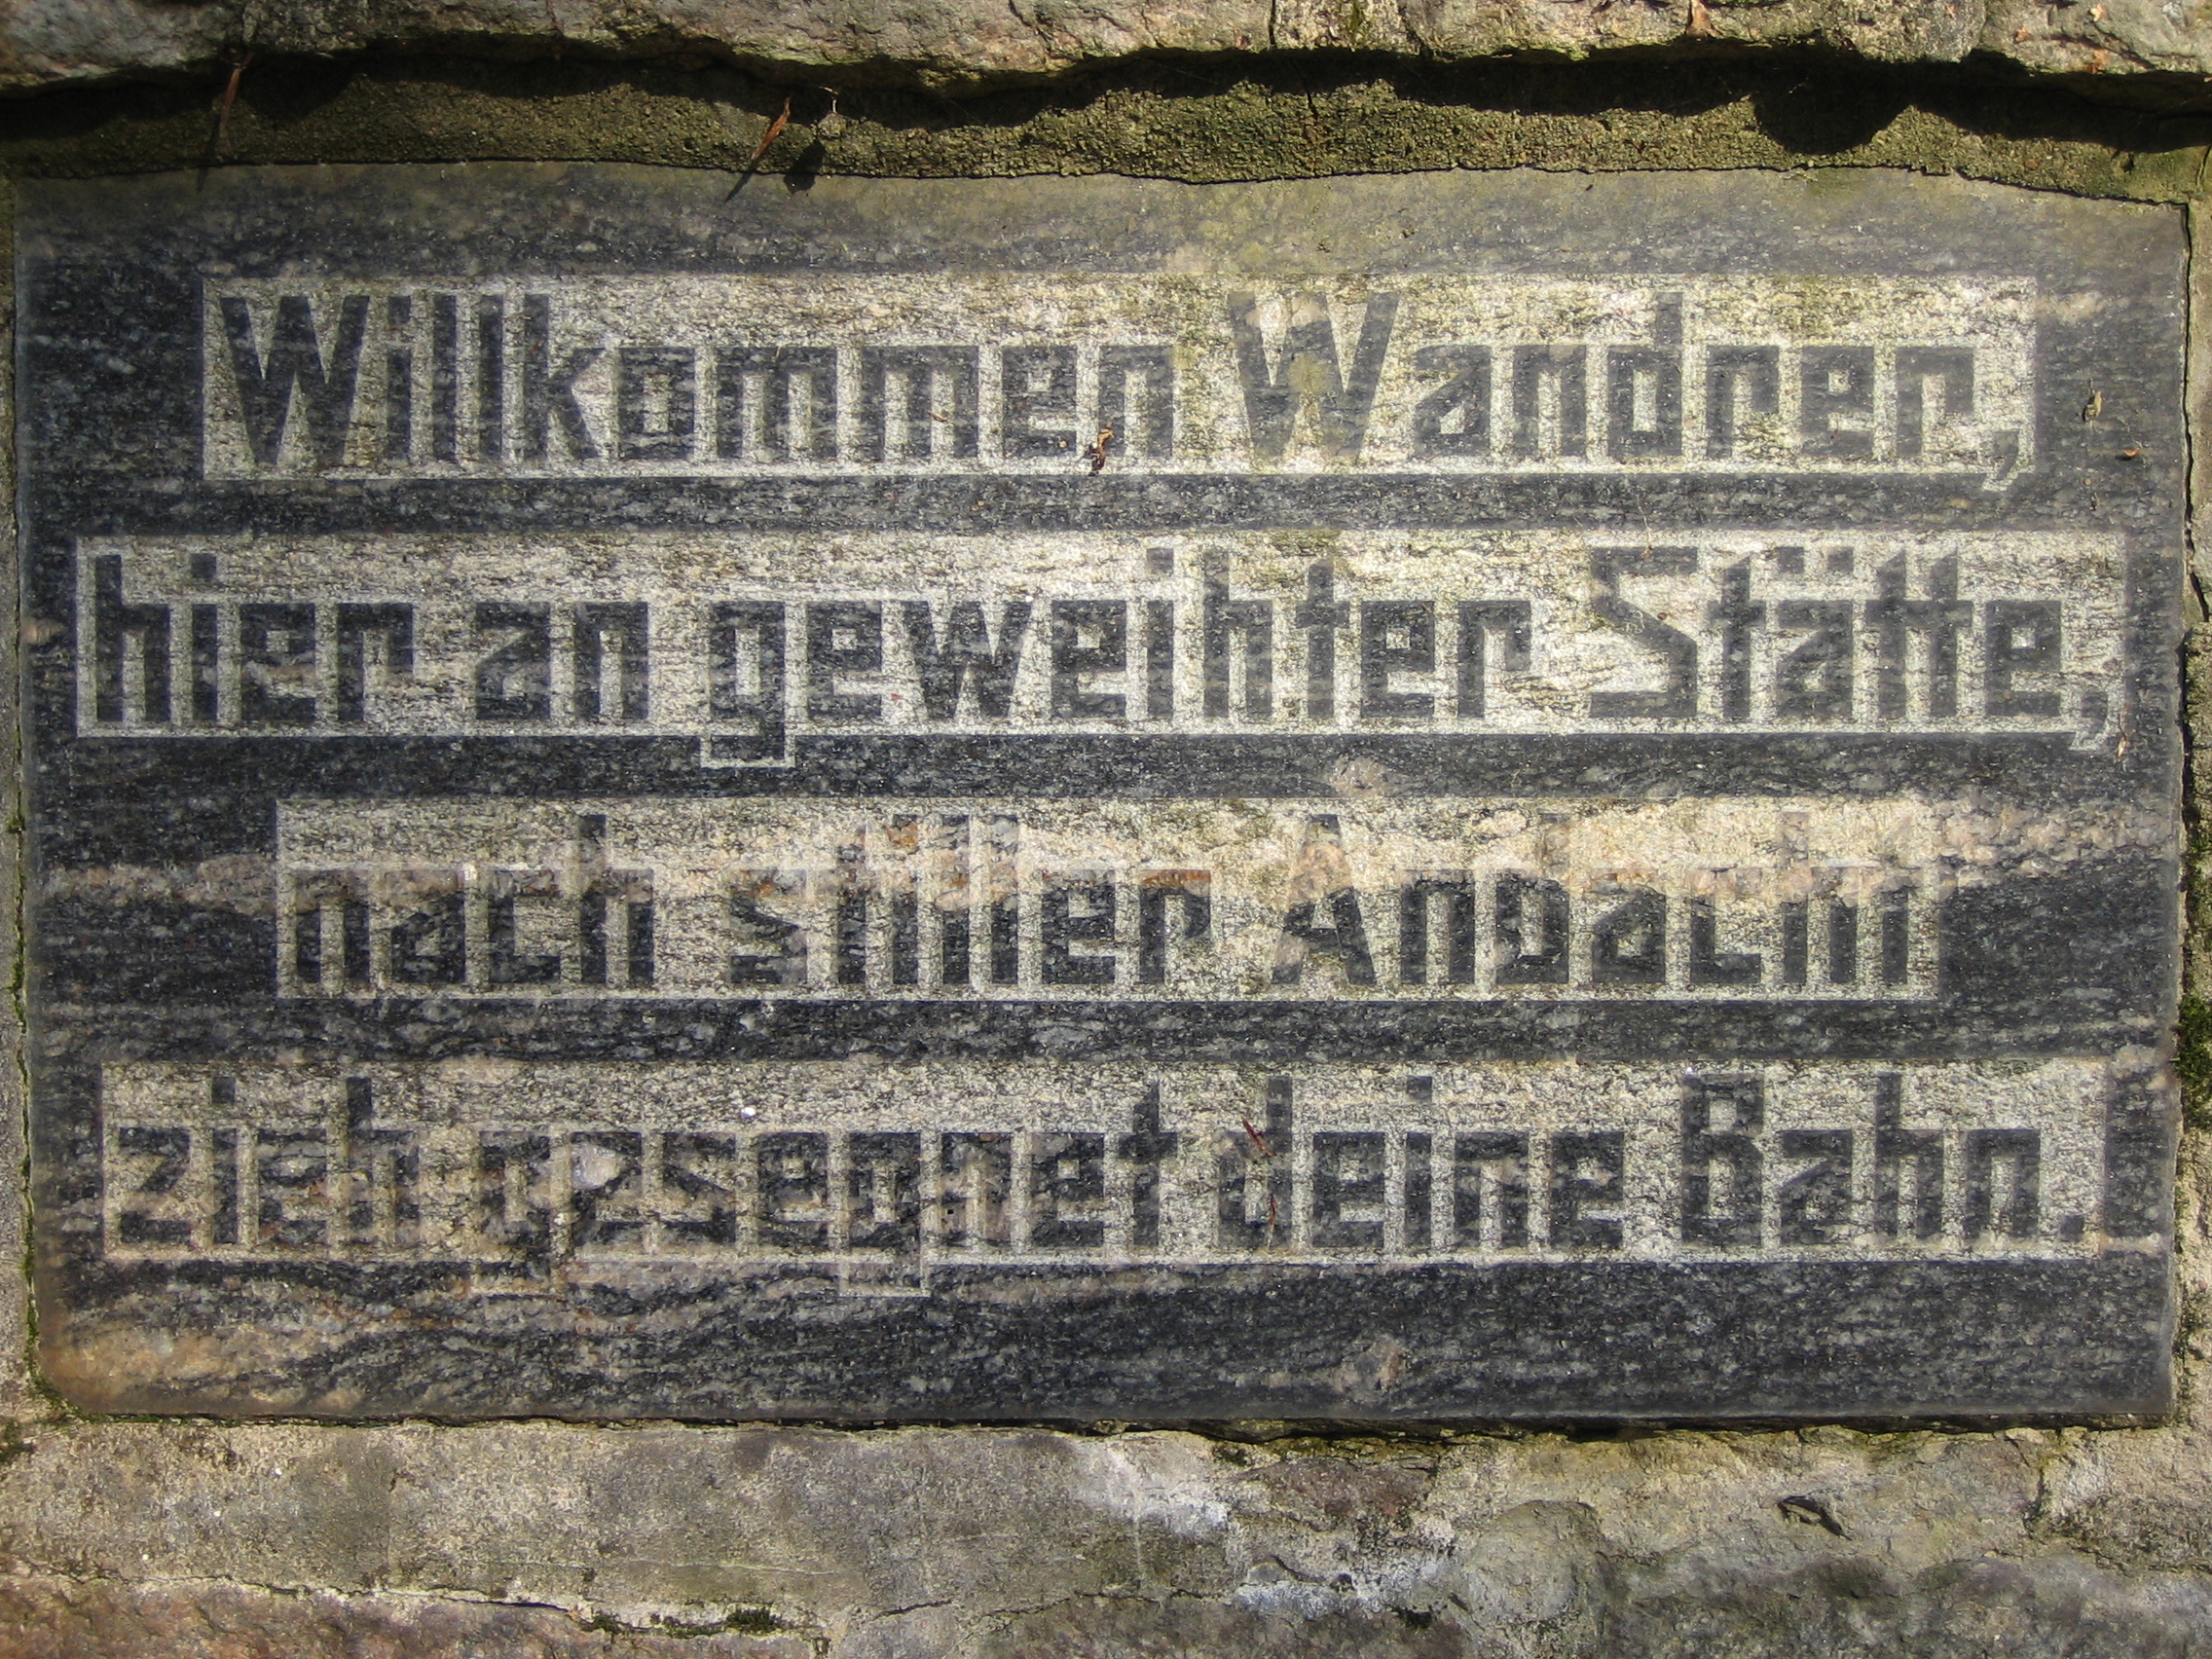 Willkommen Wandrer,
hier an geweihter Stätte,
nach stiller Andacht
zieh gesegnet deine Bahn.